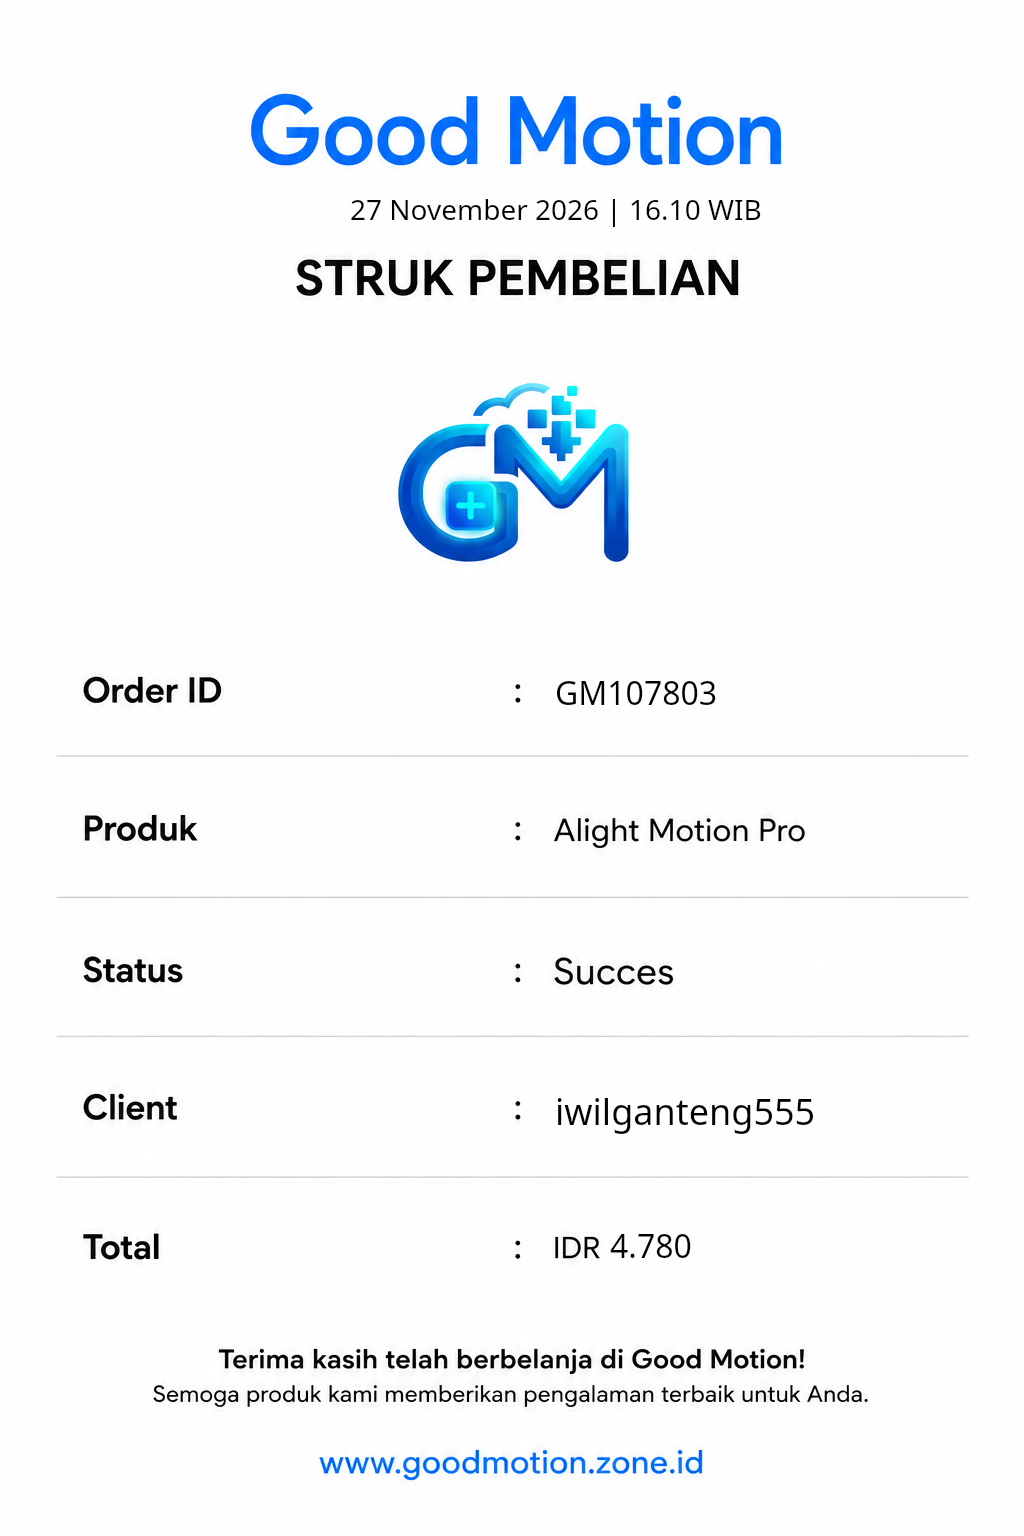 Good Motion
27 November 2026 | 16.10 WIB
STRUK PEMBELIAN
GM
Order ID : GM107803
Produk : Alight Motion Pro
Status : Succes
Client : iwilganteng555
Total : IDR 4.780
Terima kasih telah berbelanja di Good Motion!
Semoga produk kami memberikan pengalaman terbaik untuk Anda.
www.goodmotion.zone.id